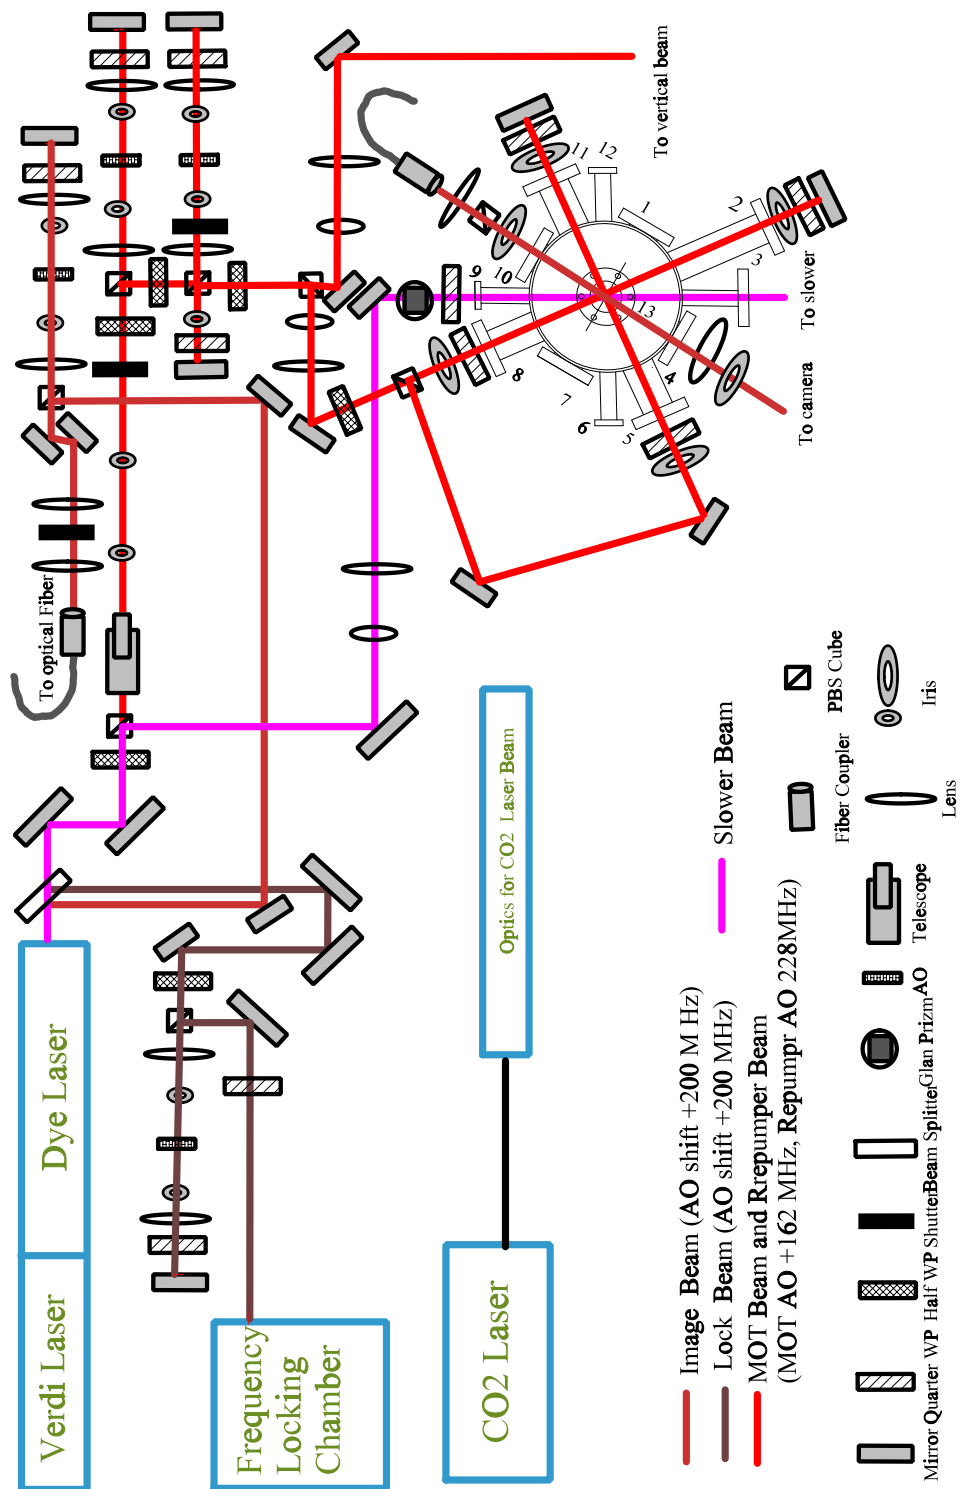 Verdi Laser
Dye Laser
Frequency
Locking
Chamber
CO2 Laser
Optics for CO2 Laser Beam
To optical Fiber
To vertical beam
To slower
To camera
1
2
3
4
5
6
7
8
9
10
11
12
13
Image Beam (AO shift +200 M Hz)
Lock Beam (AO shift +200 MHz)
MOT Beam and Rrepumper Beam
(MOT AO +162 MHz, Repumpr AO 228MHz)
Slower Beam
Mirror
Quarter WP
Half WP
Shutter
Beam Splitter
Glan Prizm
AO
Telescope
Fiber Coupler
PBS Cube
Lens
Iris